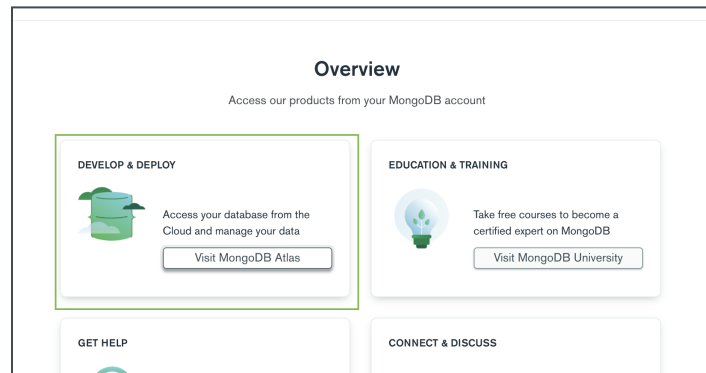 Overview
Access our products from your MongoDB account
DEVELOP & DEPLOY
Access your database from the
Cloud and manage your data
Visit MongoDB Atlas
EDUCATION & TRAINING
Take free courses to become a
certified expert on MongoDB
Visit MongoDB University
GET HELP
CONNECT & DISCUSS